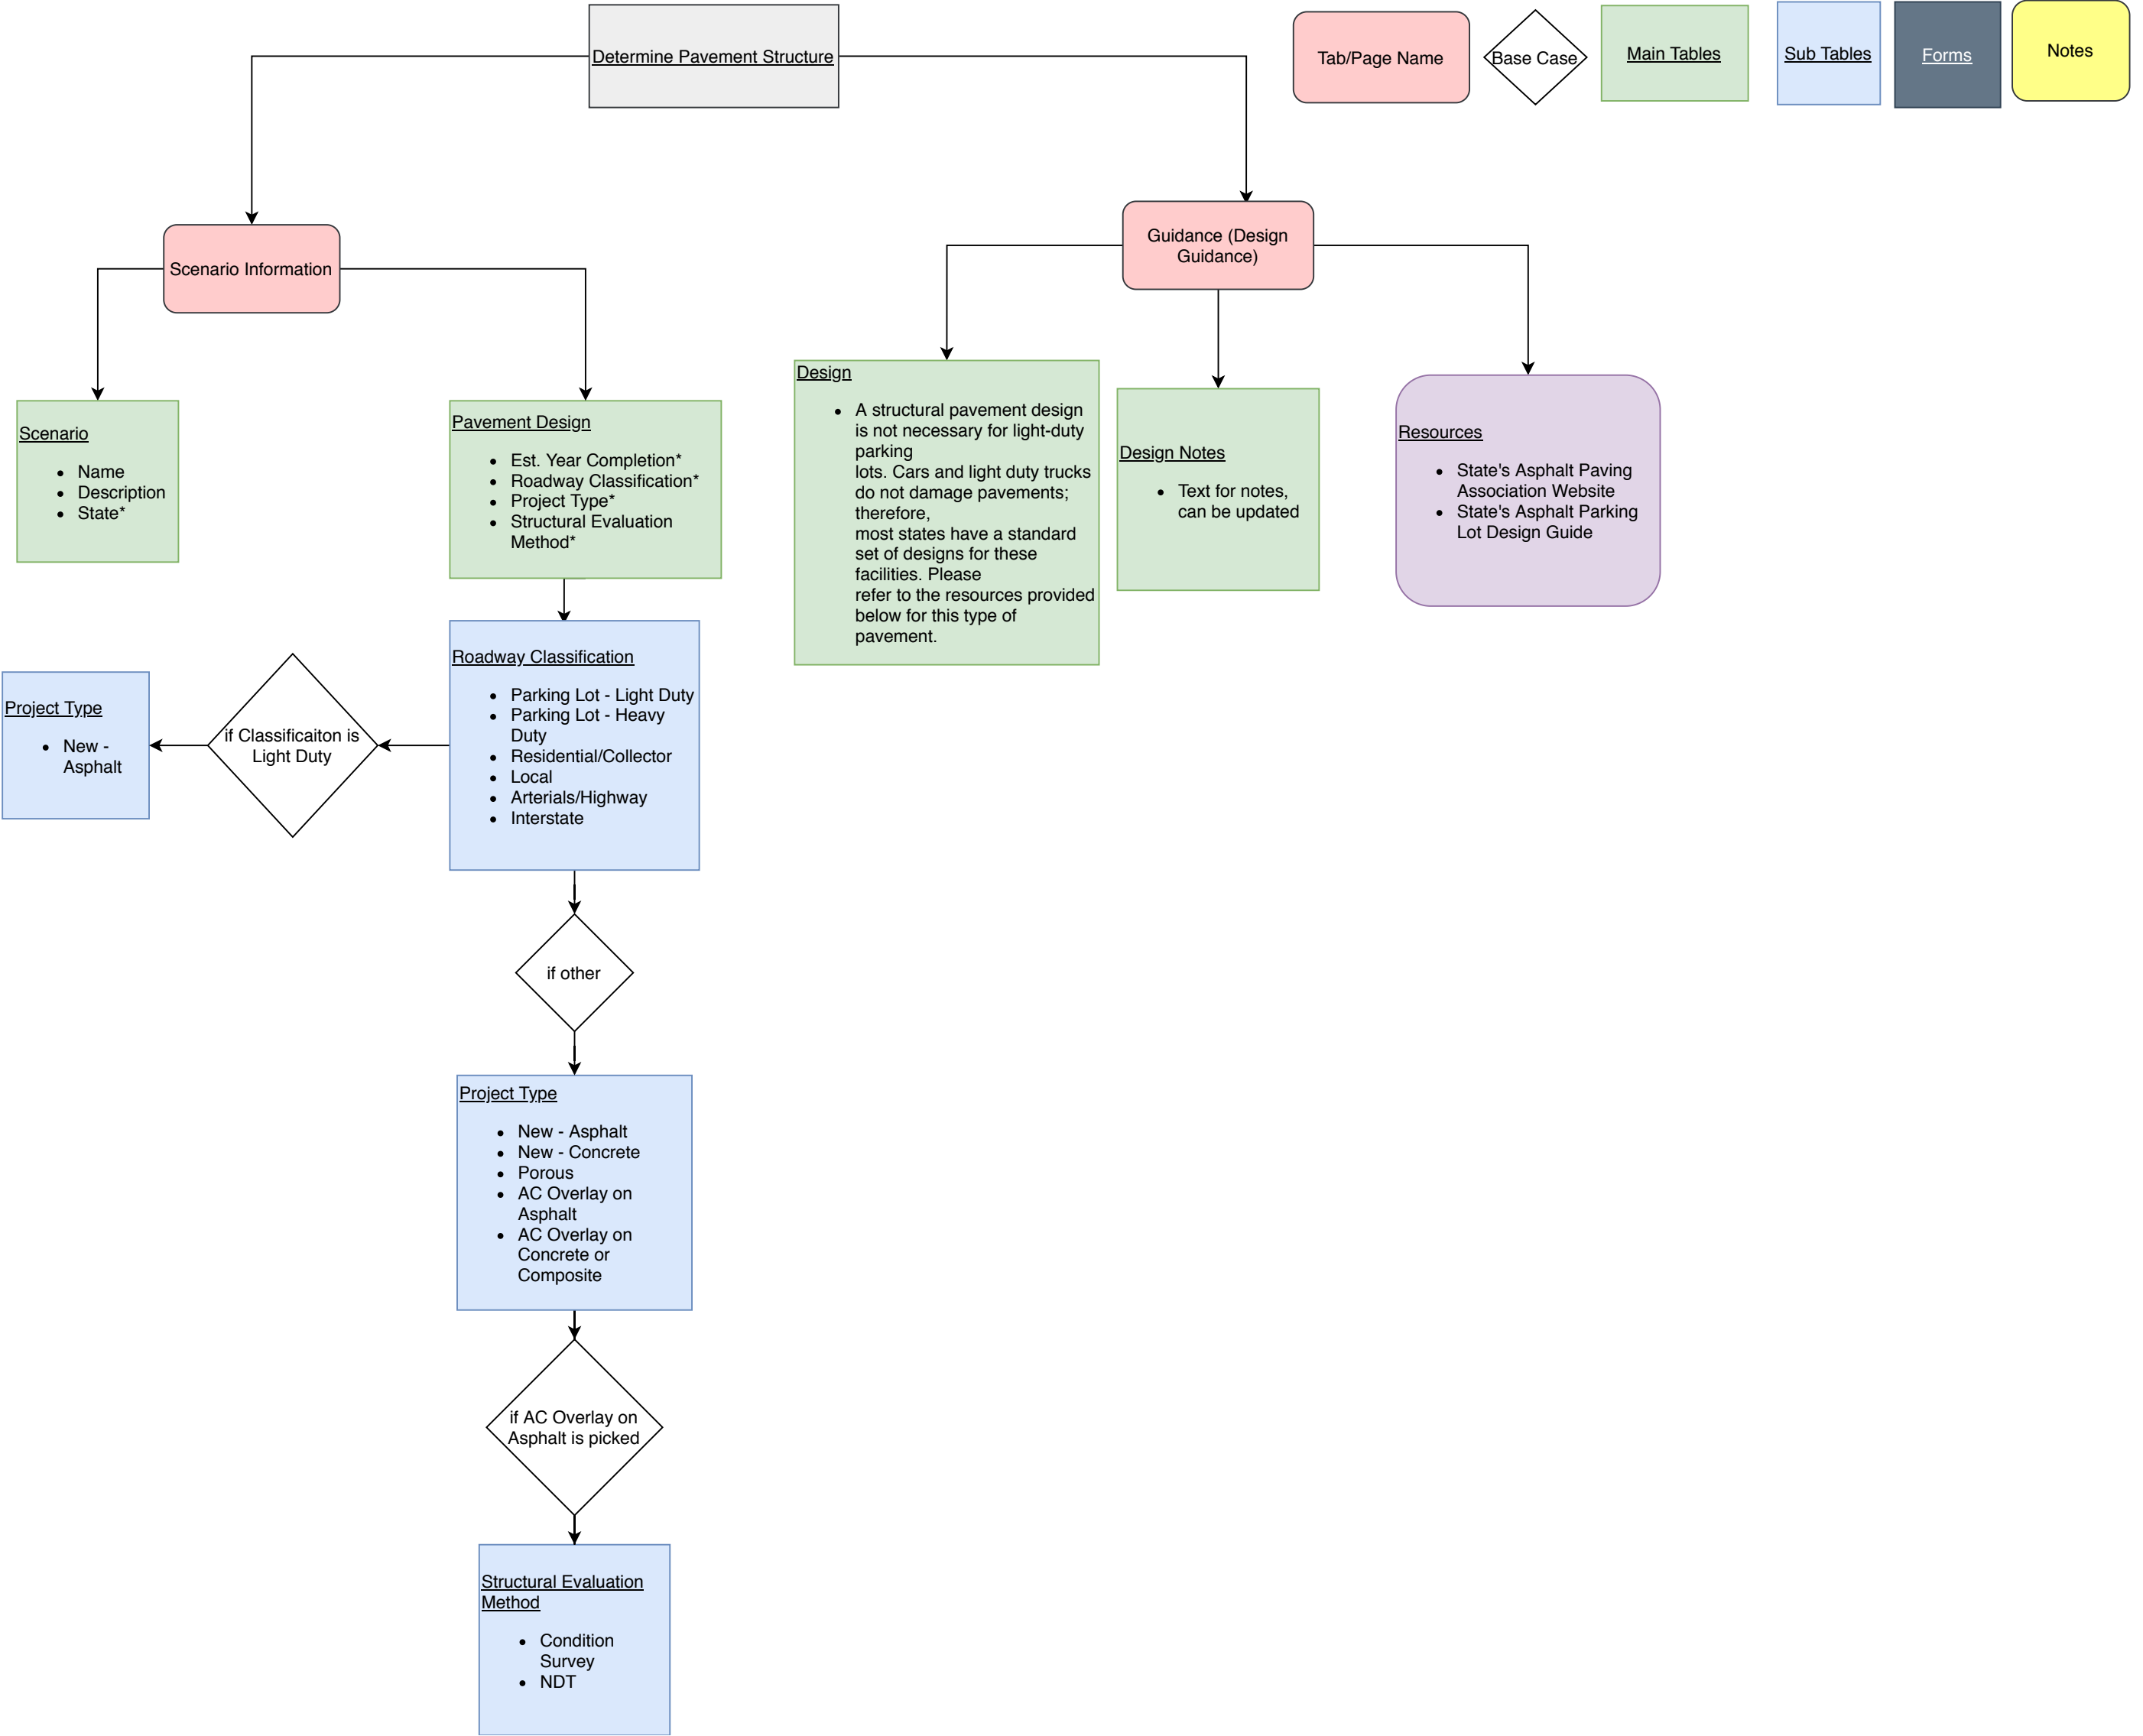 Determine Pavement Structure
Tab/Page Name
Base Case
Main Tables
Sub Tables
Forms
Notes
Scenario Information
Guidance (Design
Guidance)
Scenario
Name
Description
State*
Pavement Design
Est. Year Completion*
Roadway Classification*
Project Type*
Structural Evaluation
Method*
Design
A structural pavement design
is not necessary for light-duty
parking
lots. Cars and light duty trucks
do not damage pavements;
therefore,
most states have a standard
set of designs for these
facilities. Please
refer to the resources provided
below for this type of
pavement.
Design Notes
Text for notes,
can be updated
Resources
State's Asphalt Paving
Association Website
State's Asphalt Parking
Lot Design Guide
Roadway Classification
Parking Lot - Light Duty
Parking Lot - Heavy
Duty
Residential/Collector
Local
Arterials/Highway
Interstate
if Classificaiton is
Light Duty
Project Type
New -
Asphalt
if other
Project Type
New - Asphalt
New - Concrete
Porous
AC Overlay on
Asphalt
AC Overlay on
Concrete or
Composite
if AC Overlay on
Asphalt is picked
Structural Evaluation
Method
Condition
Survey
NDT